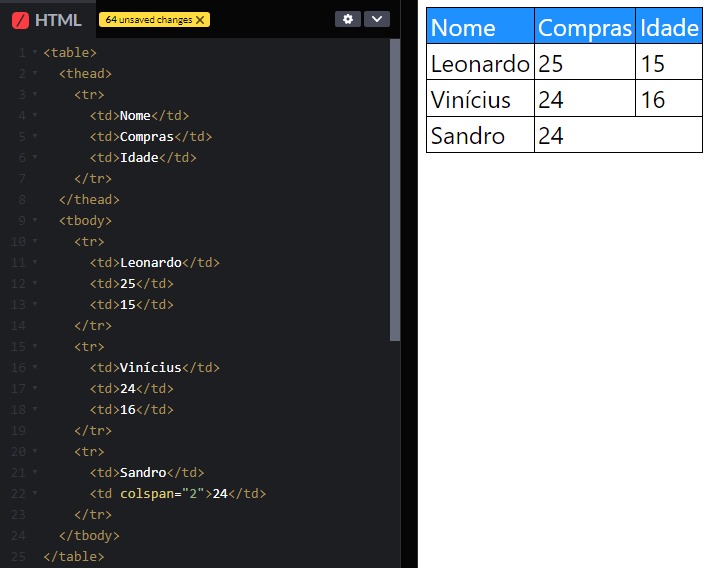 HTML 64 unsaved changes X
1 <table>
2 <thead>
3 <tr>
4 <td>Nome</td>
5 <td>Compras</td>
6 <td>Idade</td>
7 </tr>
8 </thead>
9 <tbody>
10 <tr>
11 <td>Leonardo</td>
12 <td>25</td>
13 <td>15</td>
14 </tr>
15 <tr>
16 <td>Vinícius</td>
17 <td>24</td>
18 <td>16</td>
19 </tr>
20 <tr>
21 <td>Sandro</td>
22 <td colspan="2">24</td>
23 </tr>
24 </tbody>
25 </table>
Nome Compras Idade
Leonardo 25 15
Vinícius 24 16
Sandro 24